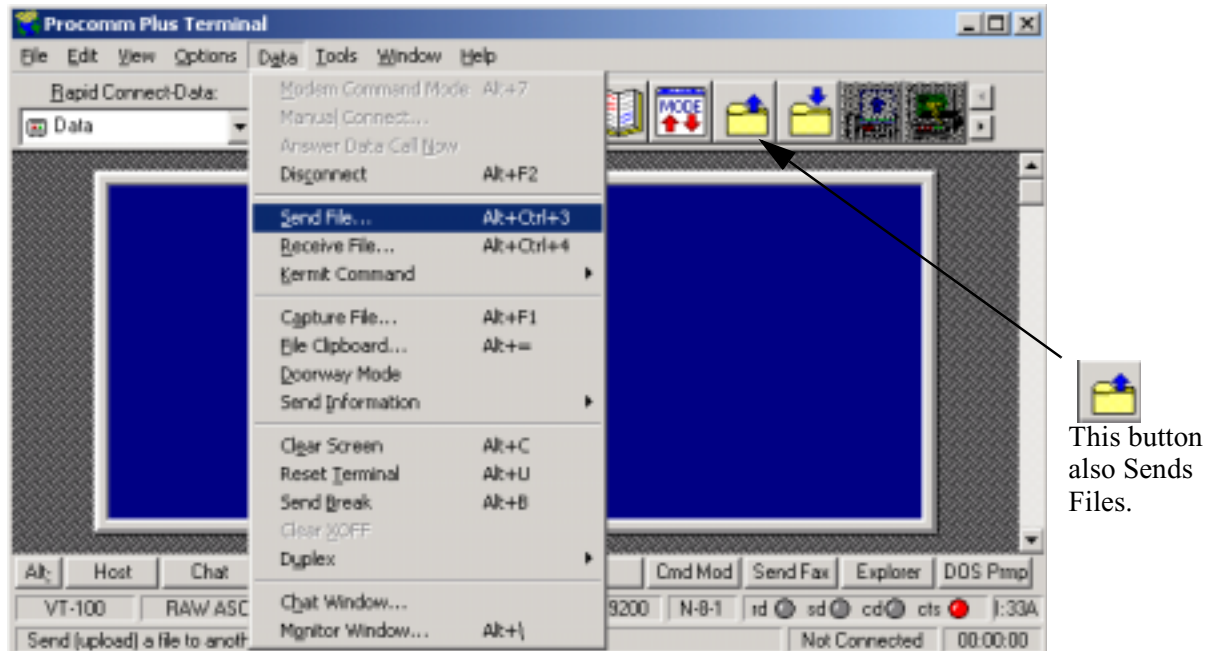 Procomm Plus Terminal
File Edit View Options Data Tools Window Help
Rapid Connect-Data:
Data
MODE
Modem Command Mode Alt+7
Manual Connect...
Answer Data Call Now
Disconnect Alt+F2
Send File... Alt+Ctrl+3
Receive File... Alt+Ctrl+4
Kermit Command
Capture File... Alt+F1
File Clipboard... Alt+=
Doorway Mode
Send Information
Clear Screen Alt+C
Reset Terminal Alt+U
Send Break Alt+B
Clear XOFF
Duplex
Chat Window...
Monitor Window... Alt+\
This button
also Sends
Files.
Alt: Host Chat Cmd Mod Send Fax Explorer DOS Prmp
VT-100 RAW ASC 9200 N-8-1 rd sd cd cts :33A
Send (upload) a file to anoth Not Connected 00:00:00